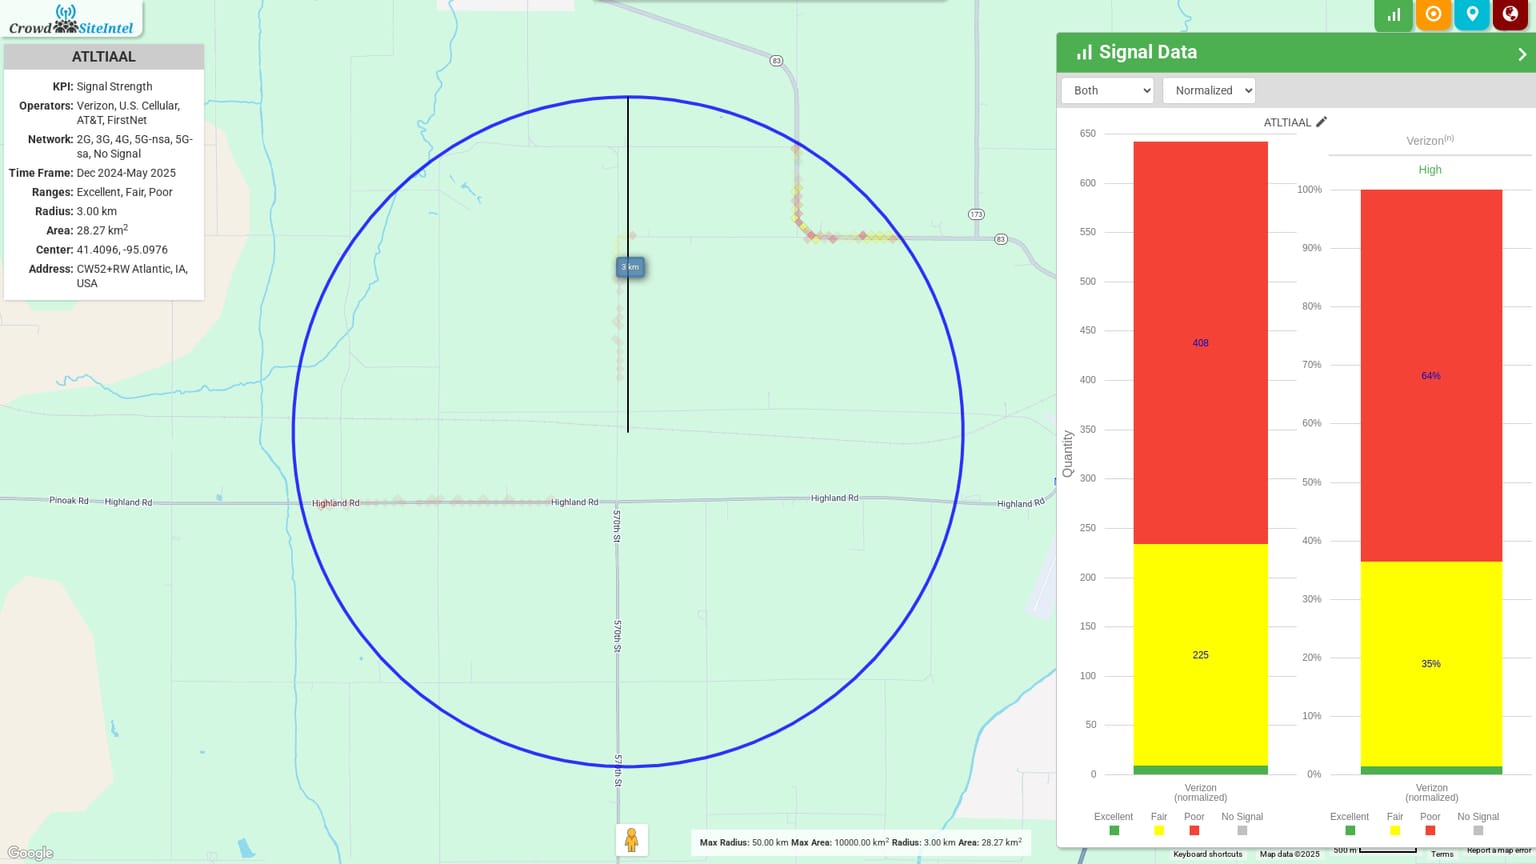 Crowd SiteIntel
ATLTIAAL
KPI: Signal Strength
Operators: Verizon, U.S. Cellular,
AT&T, FirstNet
Network: 2G, 3G, 4G, 5G-nsa, 5G-
sa, No Signal
Time Frame: Dec 2024-May 2025
Ranges: Excellent, Fair, Poor
Radius: 3.00 km
Area: 28.27 km²
Center: 41.4096, -95.0976
Address: CW52+RW Atlantic, IA,
USA
83
173
83
3 km
Pinoak Rd
Highland Rd
Highland Rd
Highland Rd
Highland Rd
Highland Rd
570th St
570th St
570th St
Google
Max Radius: 50.00 km Max Area: 10000.00 km² Radius: 3.00 km Area: 28.27 km²
Signal Data
Both
Normalized
ATLTIAAL
Quantity
650
600
550
500
450
400
350
300
250
200
150
100
50
0
408
225
Verizon
(normalized)
Excellent
Fair
Poor
No Signal
Verizon(n)
High
100%
90%
80%
70%
60%
50%
40%
30%
20%
10%
0%
64%
35%
Verizon
(normalized)
Excellent
Fair
Poor
No Signal
Keyboard shortcuts
Map data ©2025
500 m
Terms
Report a map error